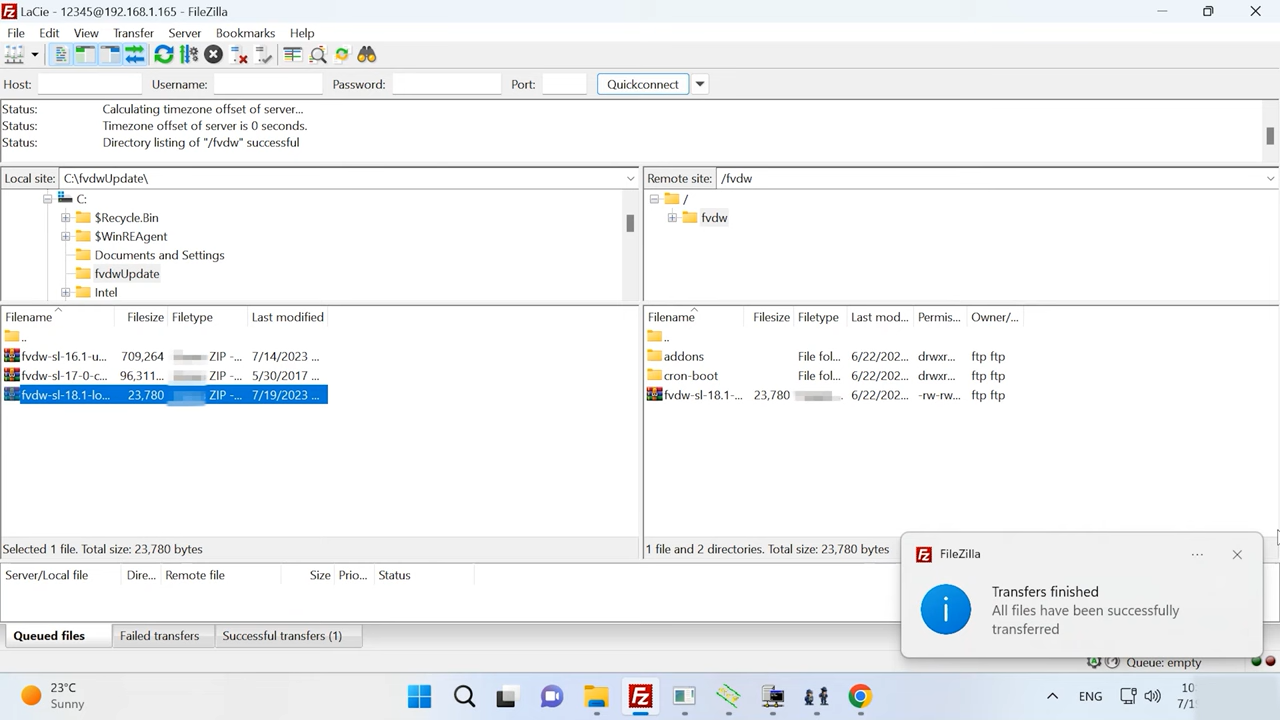 LaCie - 12345@192.168.1.165 - FileZilla
File Edit View Transfer Server Bookmarks Help
Host: Username: Password: Port: Quickconnect
Status: Calculating timezone offset of server...
Status: Timezone offset of server is 0 seconds.
Status: Directory listing of "/fvdw" successful
Local site: C:\fvdwUpdate\
C:
$Recycle.Bin
$WinREAgent
Documents and Settings
fvdwUpdate
Intel
Remote site: /fvdw
/
fvdw
Filename Filesize Filetype Last modified
..
fvdw-sl-16.1-u... 709,264 ZIP -... 7/14/2023 ...
fvdw-sl-17-0-c... 96,311... ZIP -... 5/30/2017 ...
fvdw-sl-18.1-lo... 23,780 ZIP -... 7/19/2023 ...
Selected 1 file. Total size: 23,780 bytes
Filename Filesize Filetype Last mod... Permis... Owner/...
..
addons File fol... 6/22/202... drwxr... ftp ftp
cron-boot File fol... 6/22/202... drwxr... ftp ftp
fvdw-sl-18.1-... 23,780 6/22/202... -rw-rw... ftp ftp
1 file and 2 directories. Total size: 23,780 bytes
Server/Local file Dire... Remote file Size Prio... Status
Queued files Failed transfers Successful transfers (1)
FileZilla
Transfers finished
All files have been successfully
transferred
Queue: empty
23°C
Sunny
ENG
10